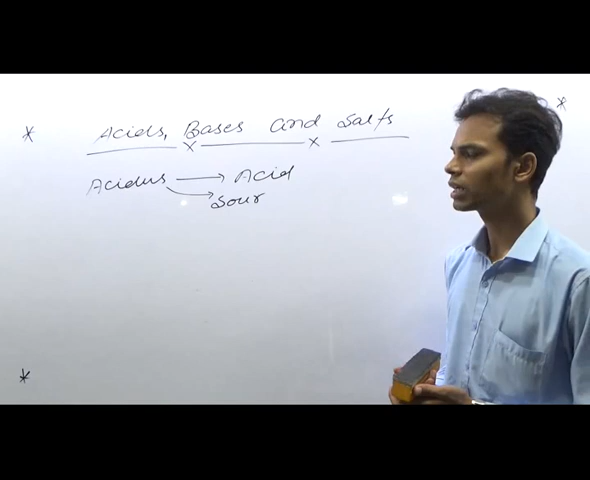 Acids, Bases and Salts
Acidus → Acid
→ Sour